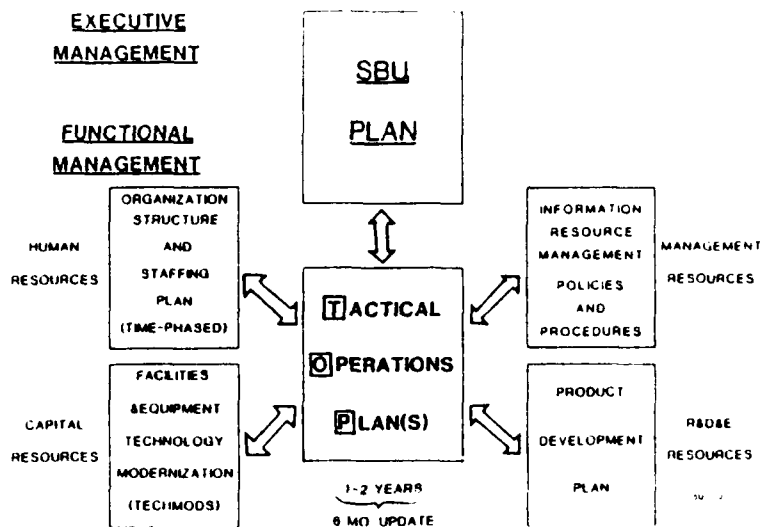 EXECUTIVE
MANAGEMENT
SBU
PLAN
FUNCTIONAL
MANAGEMENT
HUMAN
RESOURCES
ORGANIZATION
STRUCTURE
AND
STAFFING
PLAN
(TIME-PHASED)
INFORMATION
RESOURCE
MANAGEMENT
POLICIES
AND
PROCEDURES
MANAGEMENT
RESOURCES
TACTICAL
OPERATIONS
PLAN(S)
CAPITAL
RESOURCES
FACILITIES
&EQUIPMENT
TECHNOLOGY
MODERNIZATION
(TECHMODS)
PRODUCT
DEVELOPMENT
PLAN
R&D&E
RESOURCES
1-2 YEARS
6 MO. UPDATE